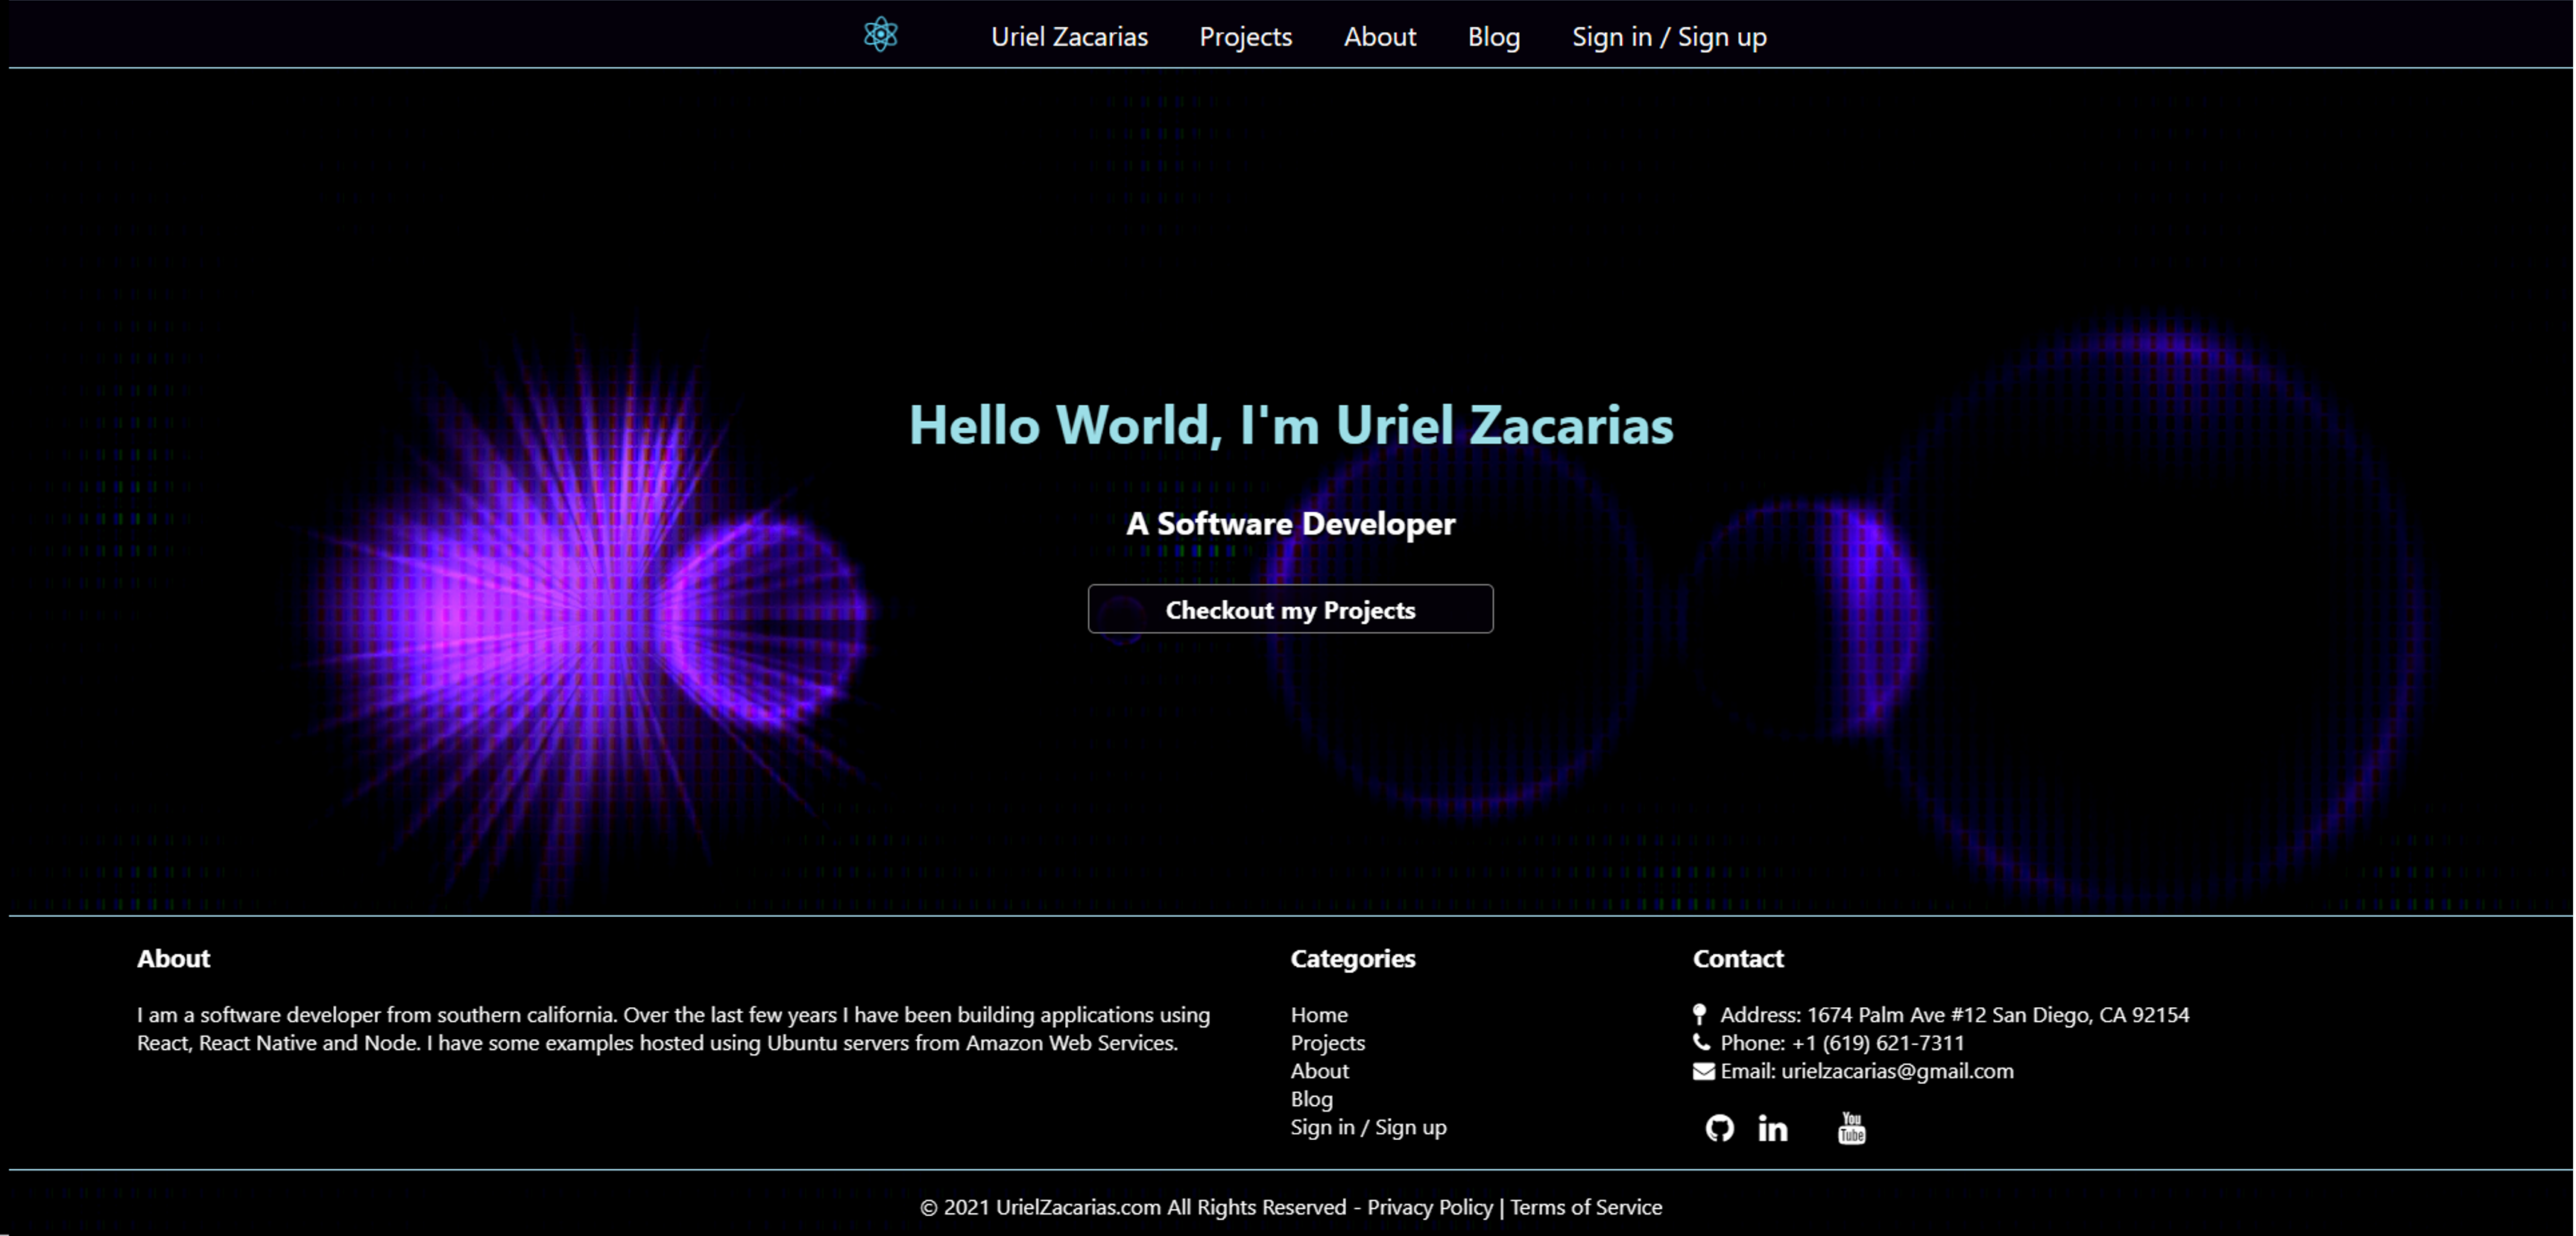 Uriel Zacarias Projects About Blog Sign in / Sign up
Hello World, I'm Uriel Zacarias
A Software Developer
Checkout my Projects
About
I am a software developer from southern california. Over the last few years I have been building applications using
React, React Native and Node. I have some examples hosted using Ubuntu servers from Amazon Web Services.
Categories
Home
Projects
About
Blog
Sign in / Sign up
Contact
Address: 1674 Palm Ave #12 San Diego, CA 92154
Phone: +1 (619) 621-7311
Email: urielzacarias@gmail.com
in
You
Tube
© 2021 UrielZacarias.com All Rights Reserved - Privacy Policy | Terms of Service